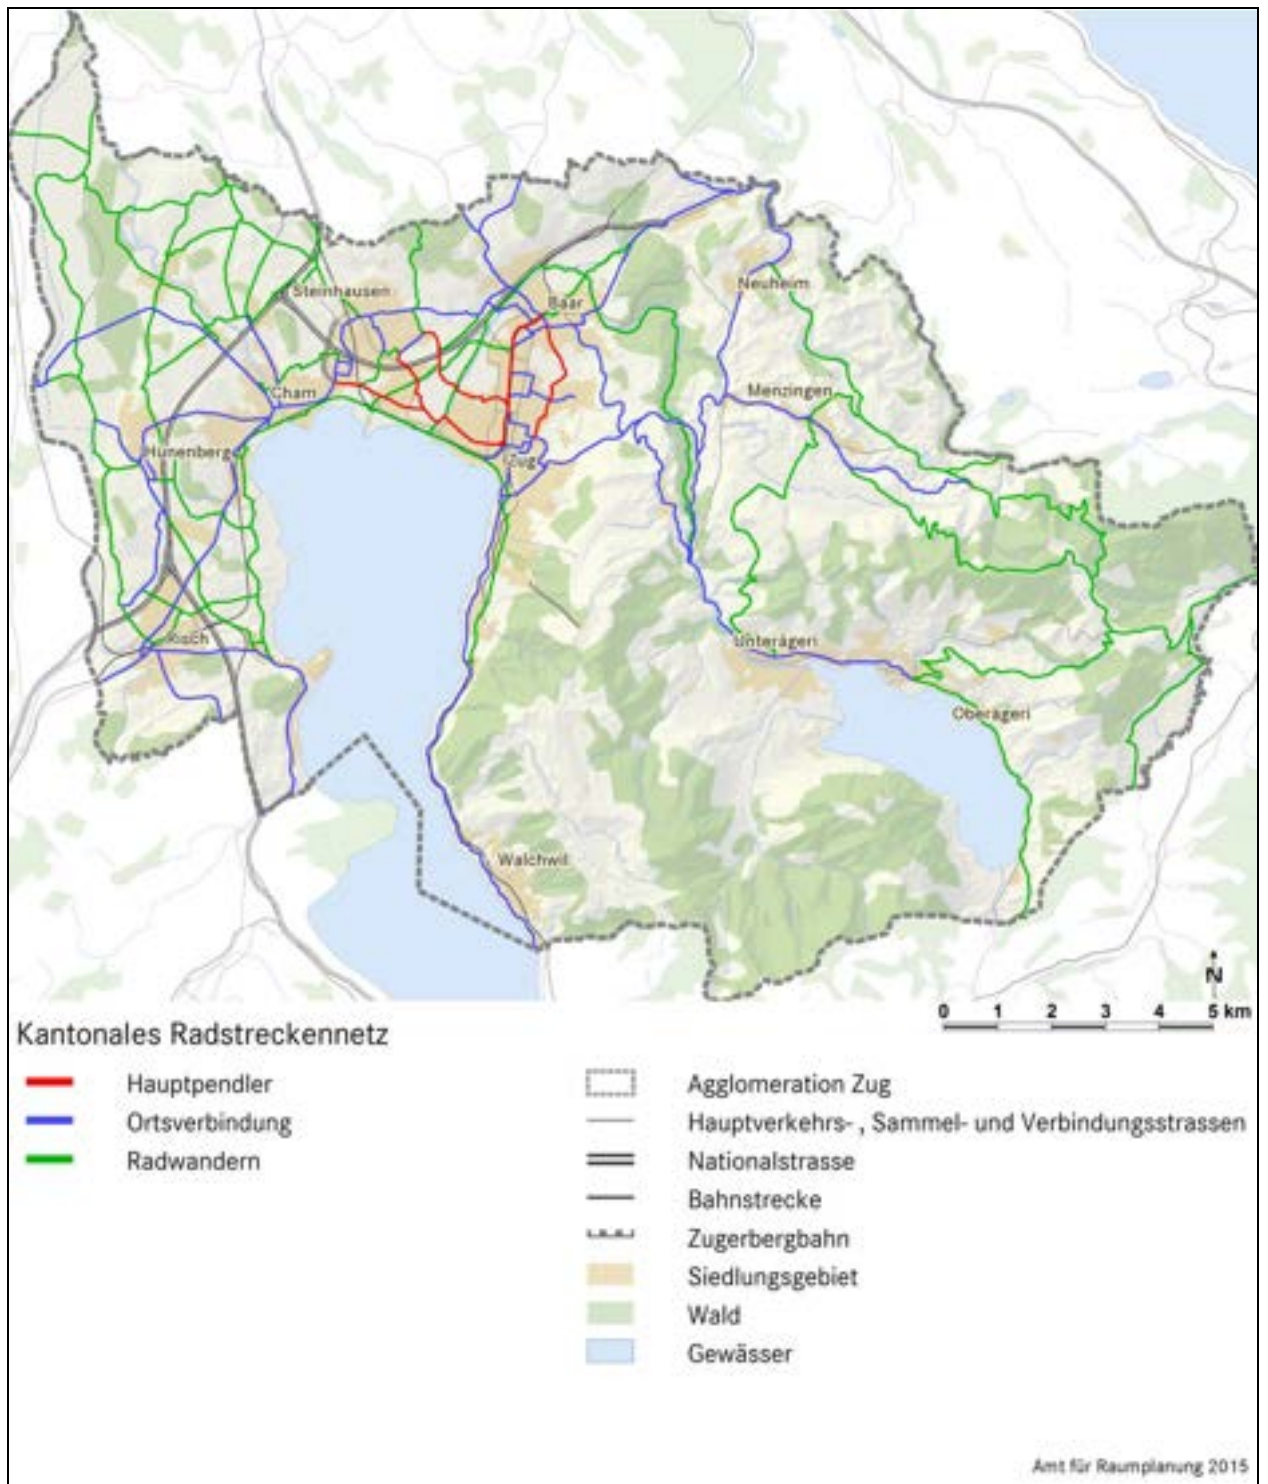 Steinhausen
Baar
Neuheim
Cham
Menzingen
Hünenberg
Zug
Risch
Unterägeri
Oberägeri
Walchwil
N
0 1 2 3 4 5 km
Kantonales Radstreckennetz
Hauptpendler
Ortsverbindung
Radwandern
Agglomeration Zug
Hauptverkehrs- , Sammel- und Verbindungsstrassen
Nationalstrasse
Bahnstrecke
Zugerbergbahn
Siedlungsgebiet
Wald
Gewässer
Amt für Raumplanung 2015